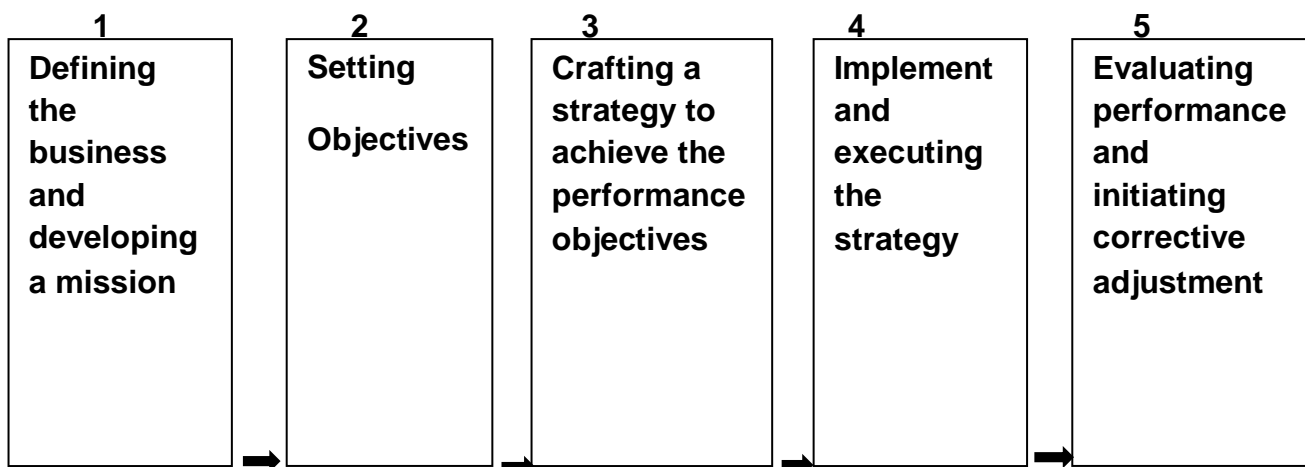 1
Defining
the
business
and
developing
a mission
2
Setting
Objectives
3
Crafting a
strategy to
achieve the
performance
objectives
4
Implement
and
executing
the
strategy
5
Evaluating
performance
and
initiating
corrective
adjustment